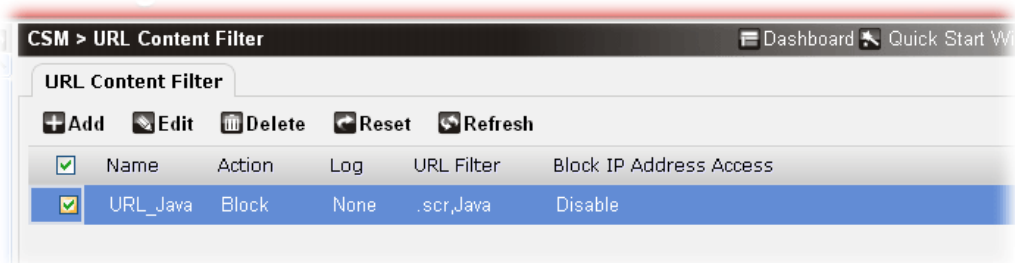 CSM > URL Content Filter Dashboard Quick Start
URL Content Filter
Add Edit Delete Reset Refresh
Name Action Log URL Filter Block IP Address Access
URL_Java Block None .scr,Java Disable